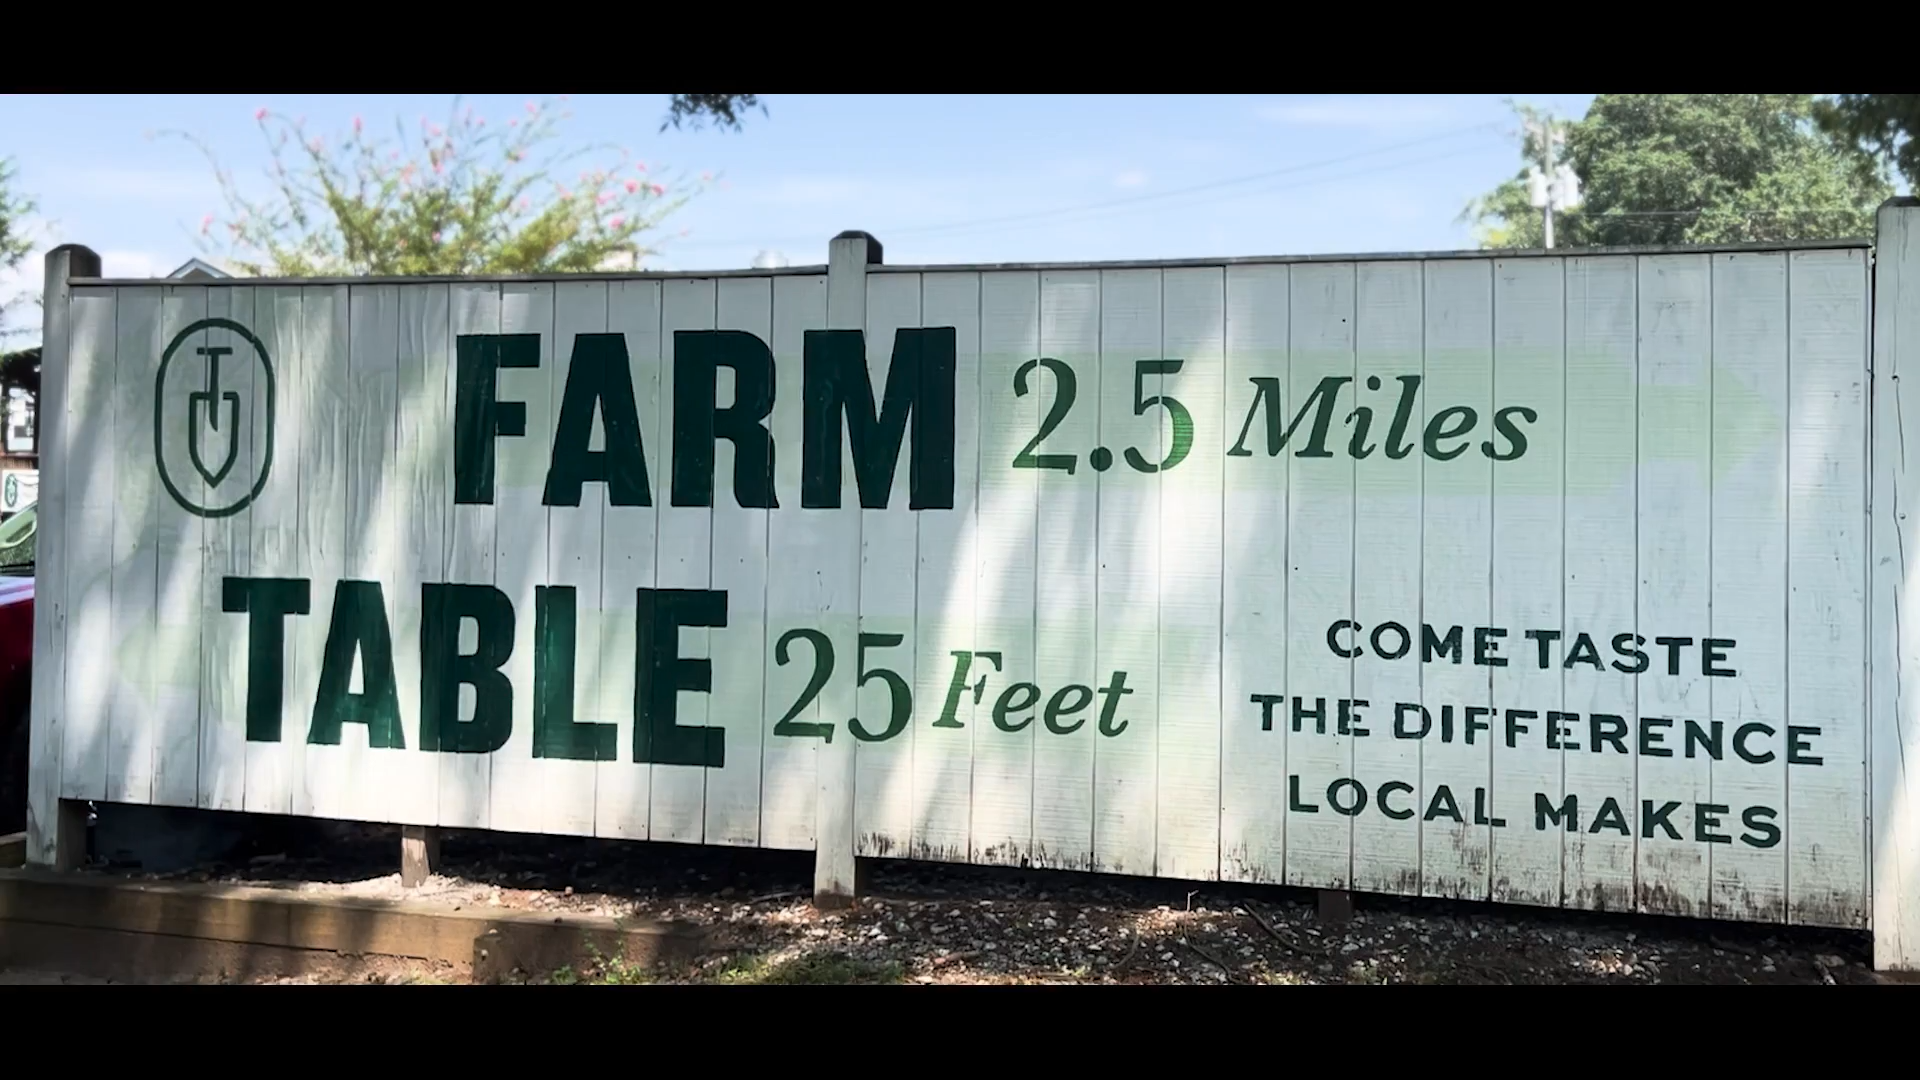 FARM 2.5 Miles
TABLE 25 Feet
COME TASTE
THE DIFFERENCE
LOCAL MAKES